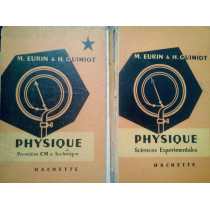 M. EURIN & H. GUIMIOT
PHYSIQUE
Première CM & Technique
HACHETTE
M. EURIN & H. GUIMIOT
PHYSIQUE
Sciences Expérimentales
HACHETTE